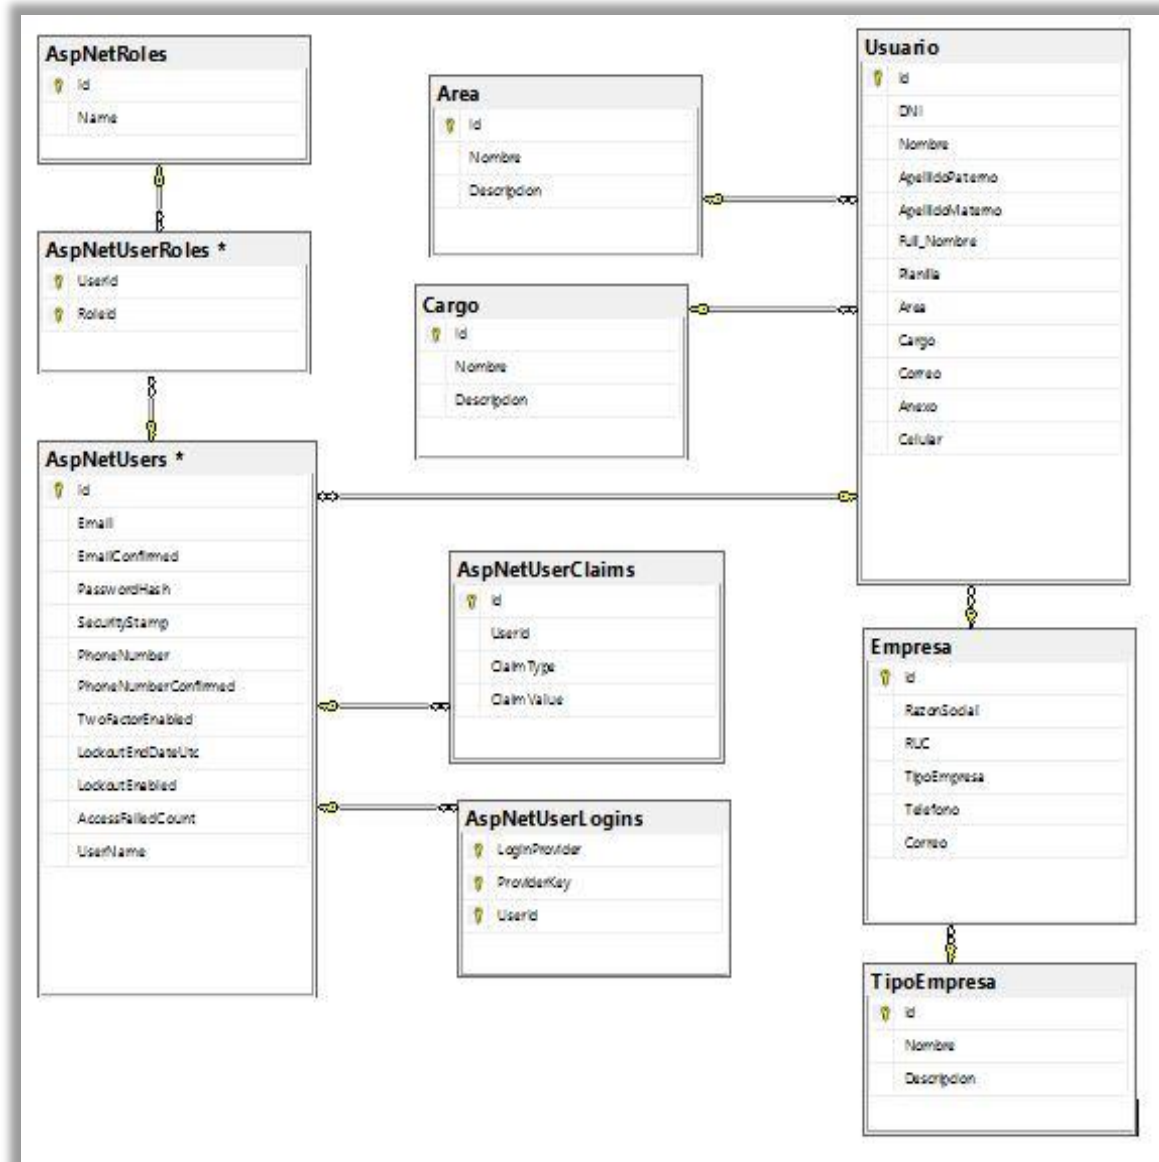 AspNetRoles
Id
Name
AspNetUserRoles *
UserId
RoleId
AspNetUsers *
Id
Email
EmailConfirmed
PasswordHash
SecurityStamp
PhoneNumber
PhoneNumberConfirmed
TwoFactorEnabled
LockoutEndDateUtc
LockoutEnabled
AccessFailedCount
UserName
Area
Id
Nombre
Descripcion
Cargo
Id
Nombre
Descripcion
AspNetUserClaims
Id
UserId
ClaimType
ClaimValue
AspNetUserLogins
LoginProvider
ProviderKey
UserId
Usuario
Id
DNI
Nombre
ApellidoPaterno
ApellidoMaterno
Full_Nombre
Planilla
Area
Cargo
Correo
Anexo
Celular
Empresa
Id
RazonSocial
RUC
TipoEmpresa
Telefono
Correo
TipoEmpresa
Id
Nombre
Descripcion